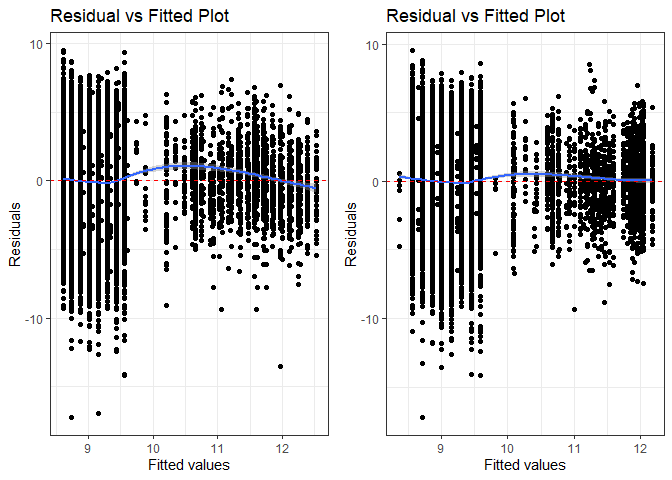 Residual vs Fitted Plot
10
0
-10
Residuals
9 10 11 12
Fitted values
Residual vs Fitted Plot
10
0
-10
Residuals
9 10 11 12
Fitted values